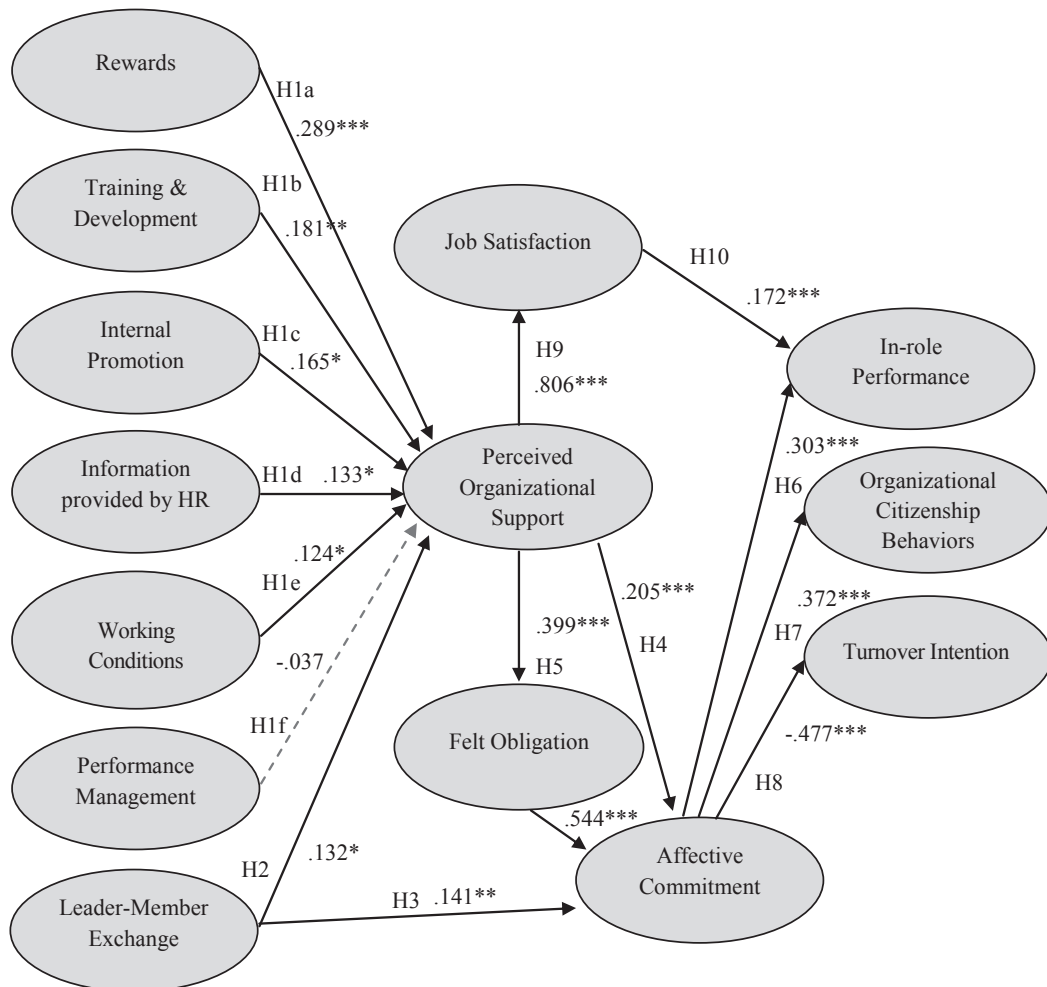 Rewards
H1a
.289***
Training &
Development
H1b
.181**
Job Satisfaction
H10
.172***
Internal
Promotion
H1c
.165*
H9
.806***
In-role
Performance
Information
provided by HR
H1d
.133*
Perceived
Organizational
Support
.303***
H6
Organizational
Citizenship
Behaviors
Working
Conditions
H1e
.124*
-.037
H1f
.399***
H5
.205***
H4
.372***
H7
Turnover Intention
-.477***
H8
Performance
Management
Felt Obligation
.544***
Leader-Member
Exchange
H2
.132*
H3
.141**
Affective
Commitment